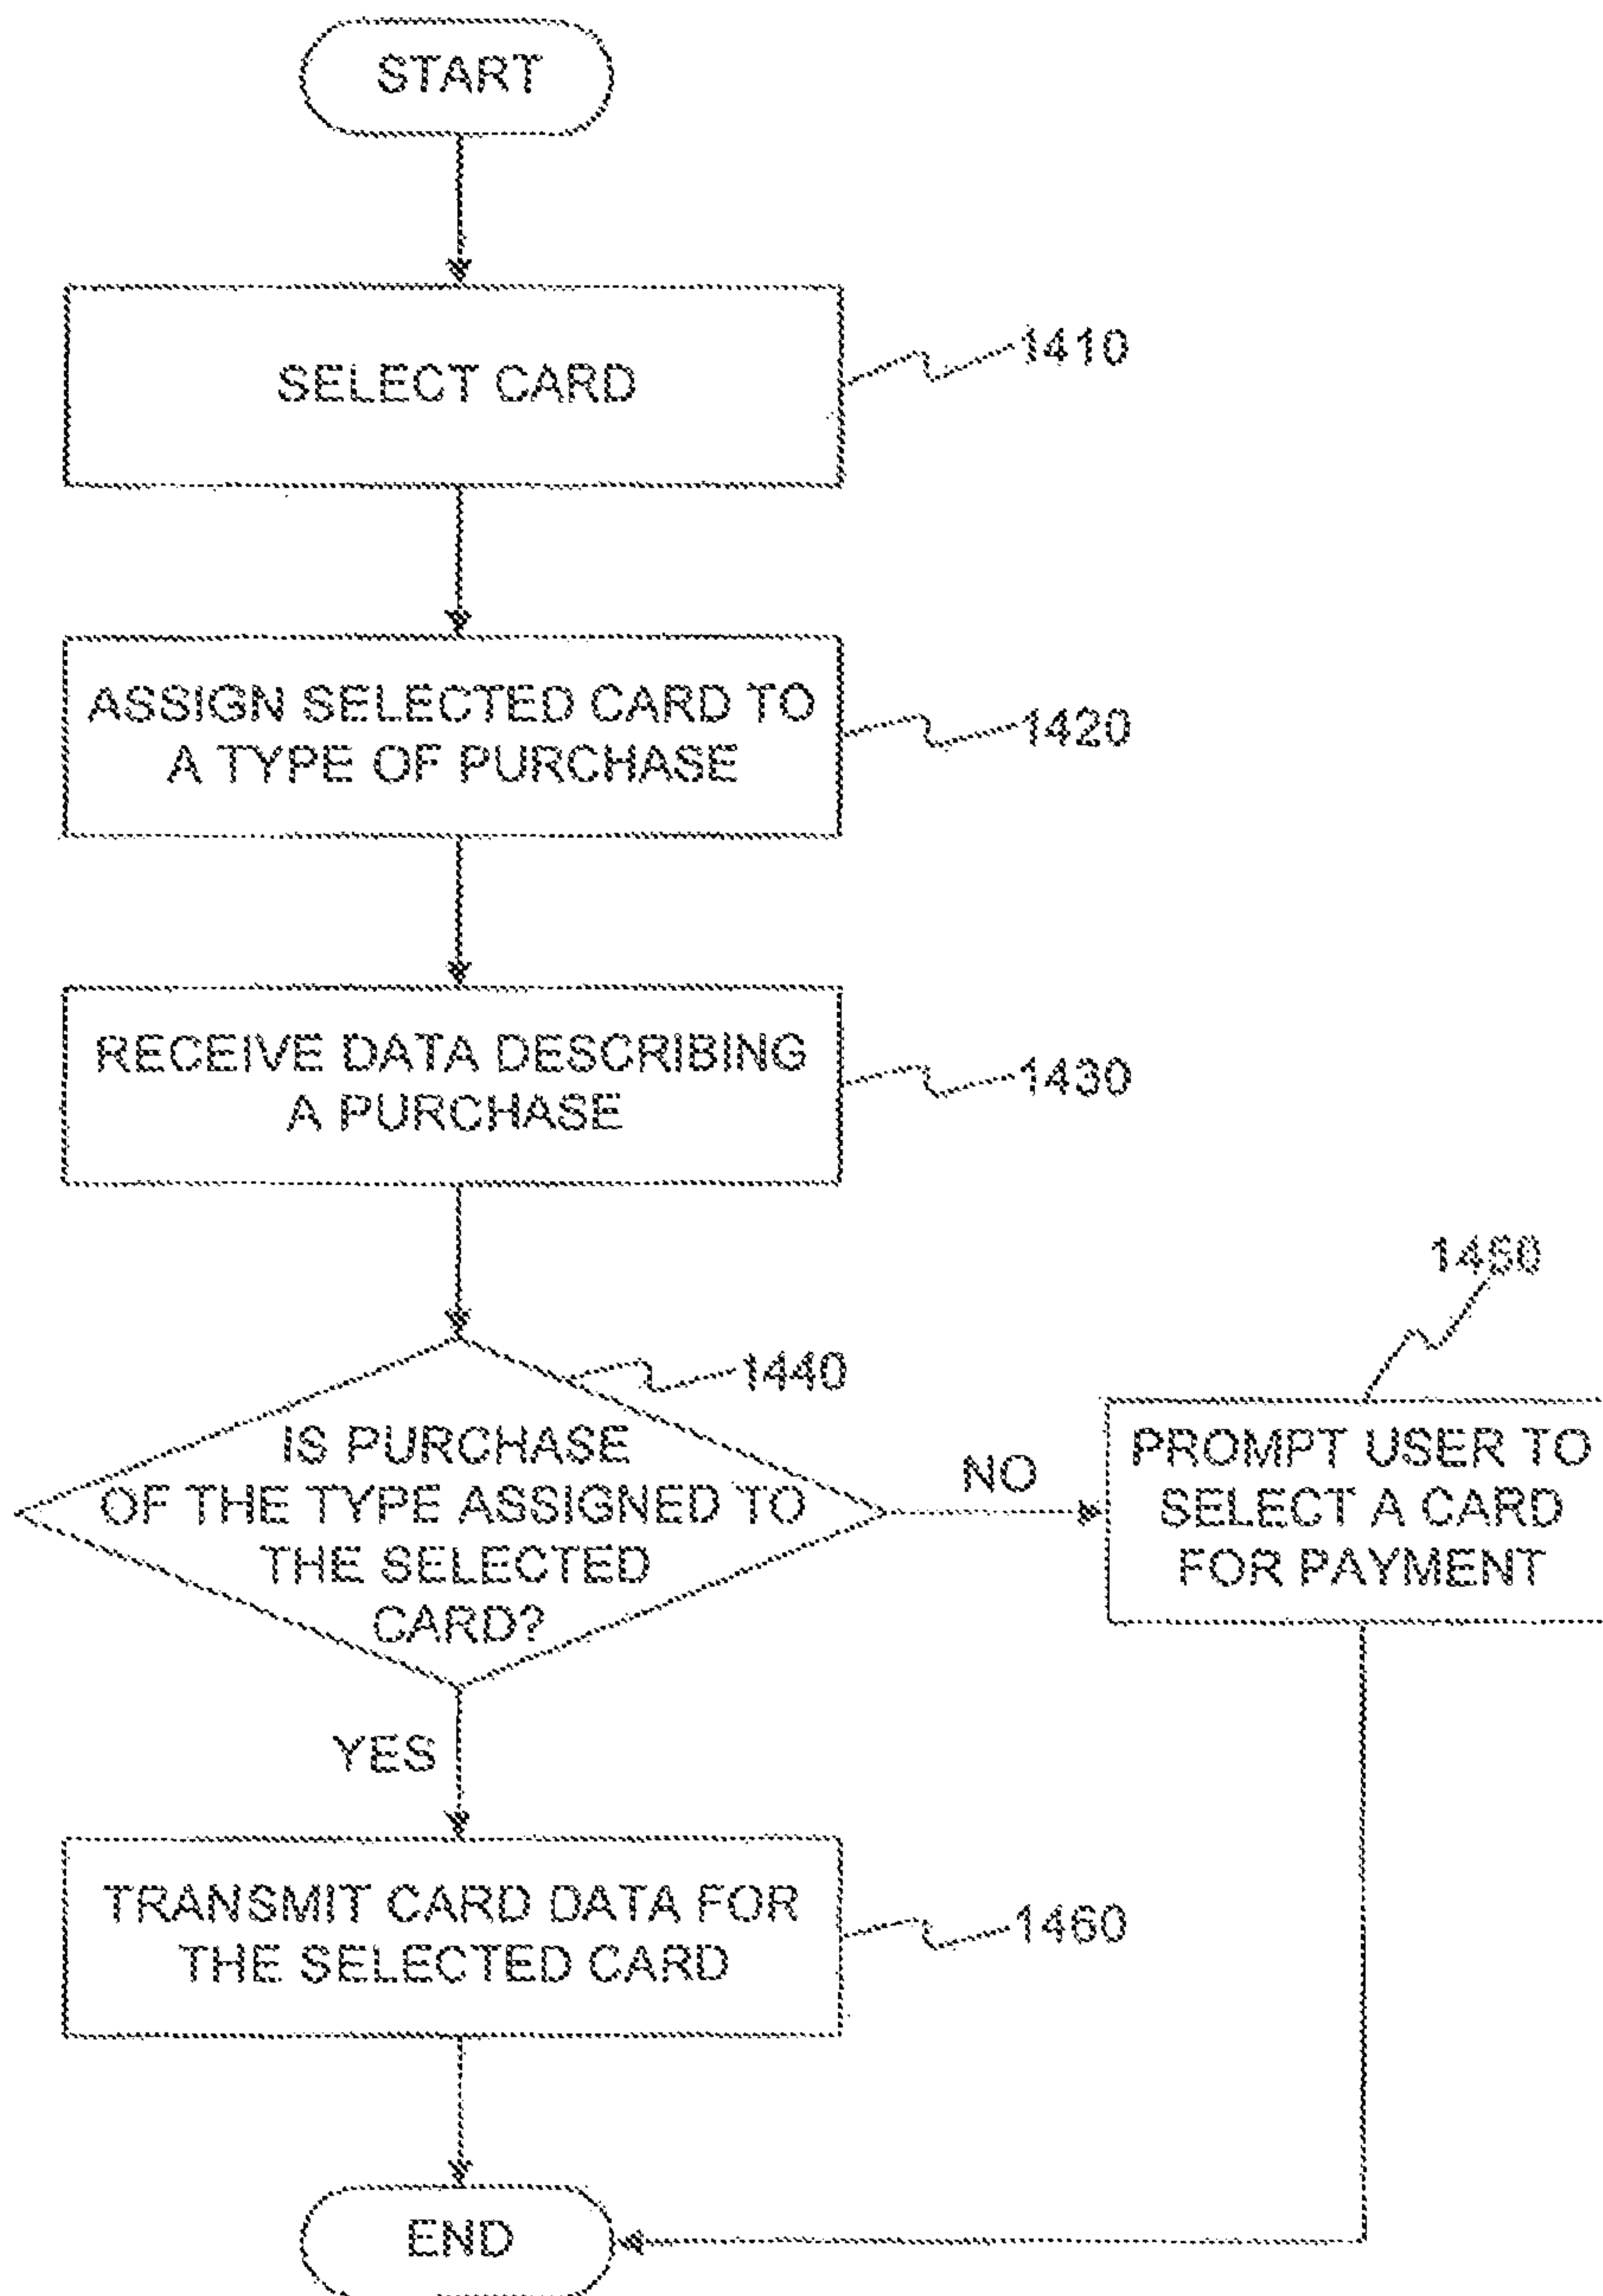 START
SELECT CARD
1410
ASSIGN SELECTED CARD TO
A TYPE OF PURCHASE
1420
RECEIVE DATA DESCRIBING
A PURCHASE
1430
1440
IS PURCHASE
OF THE TYPE ASSIGNED TO
THE SELECTED
CARD?
NO
PROMPT USER TO
SELECT A CARD
FOR PAYMENT
YES
TRANSMIT CARD DATA FOR
THE SELECTED CARD
1460
END